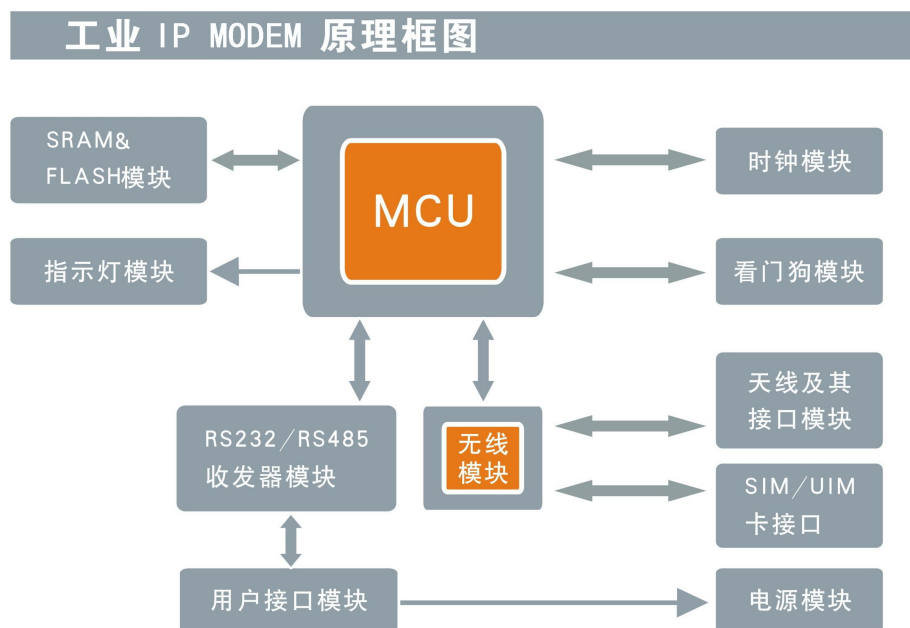 工业 IP MODEM 原理框图
SRAM&
FLASH模块
MCU
时钟模块
指示灯模块
看门狗模块
天线及其
接口模块
RS232/RS485
收发器模块
无线
模块
SIM/UIM
卡接口
用户接口模块
电源模块